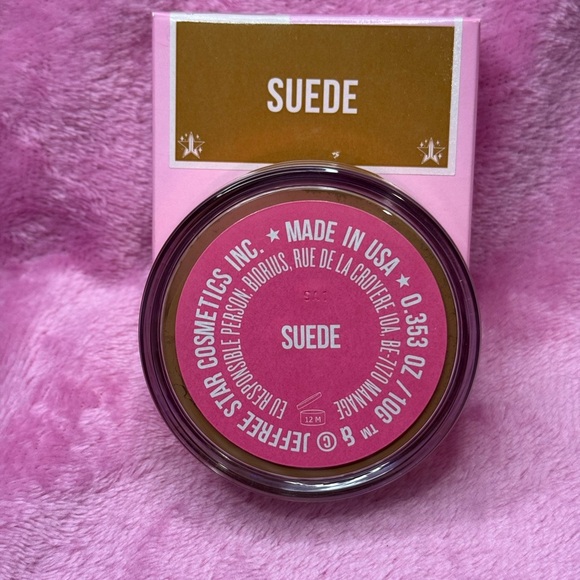 SUEDE
™ & © JEFFREE STAR COSMETICS INC. ★ MADE IN USA ★ 0.353 OZ / 10G
EU RESPONSIBLE PERSON: BIORIUS, RUE DE LA CROYERE 10A, BE-7170 MANAGE
SUEDE
12 M